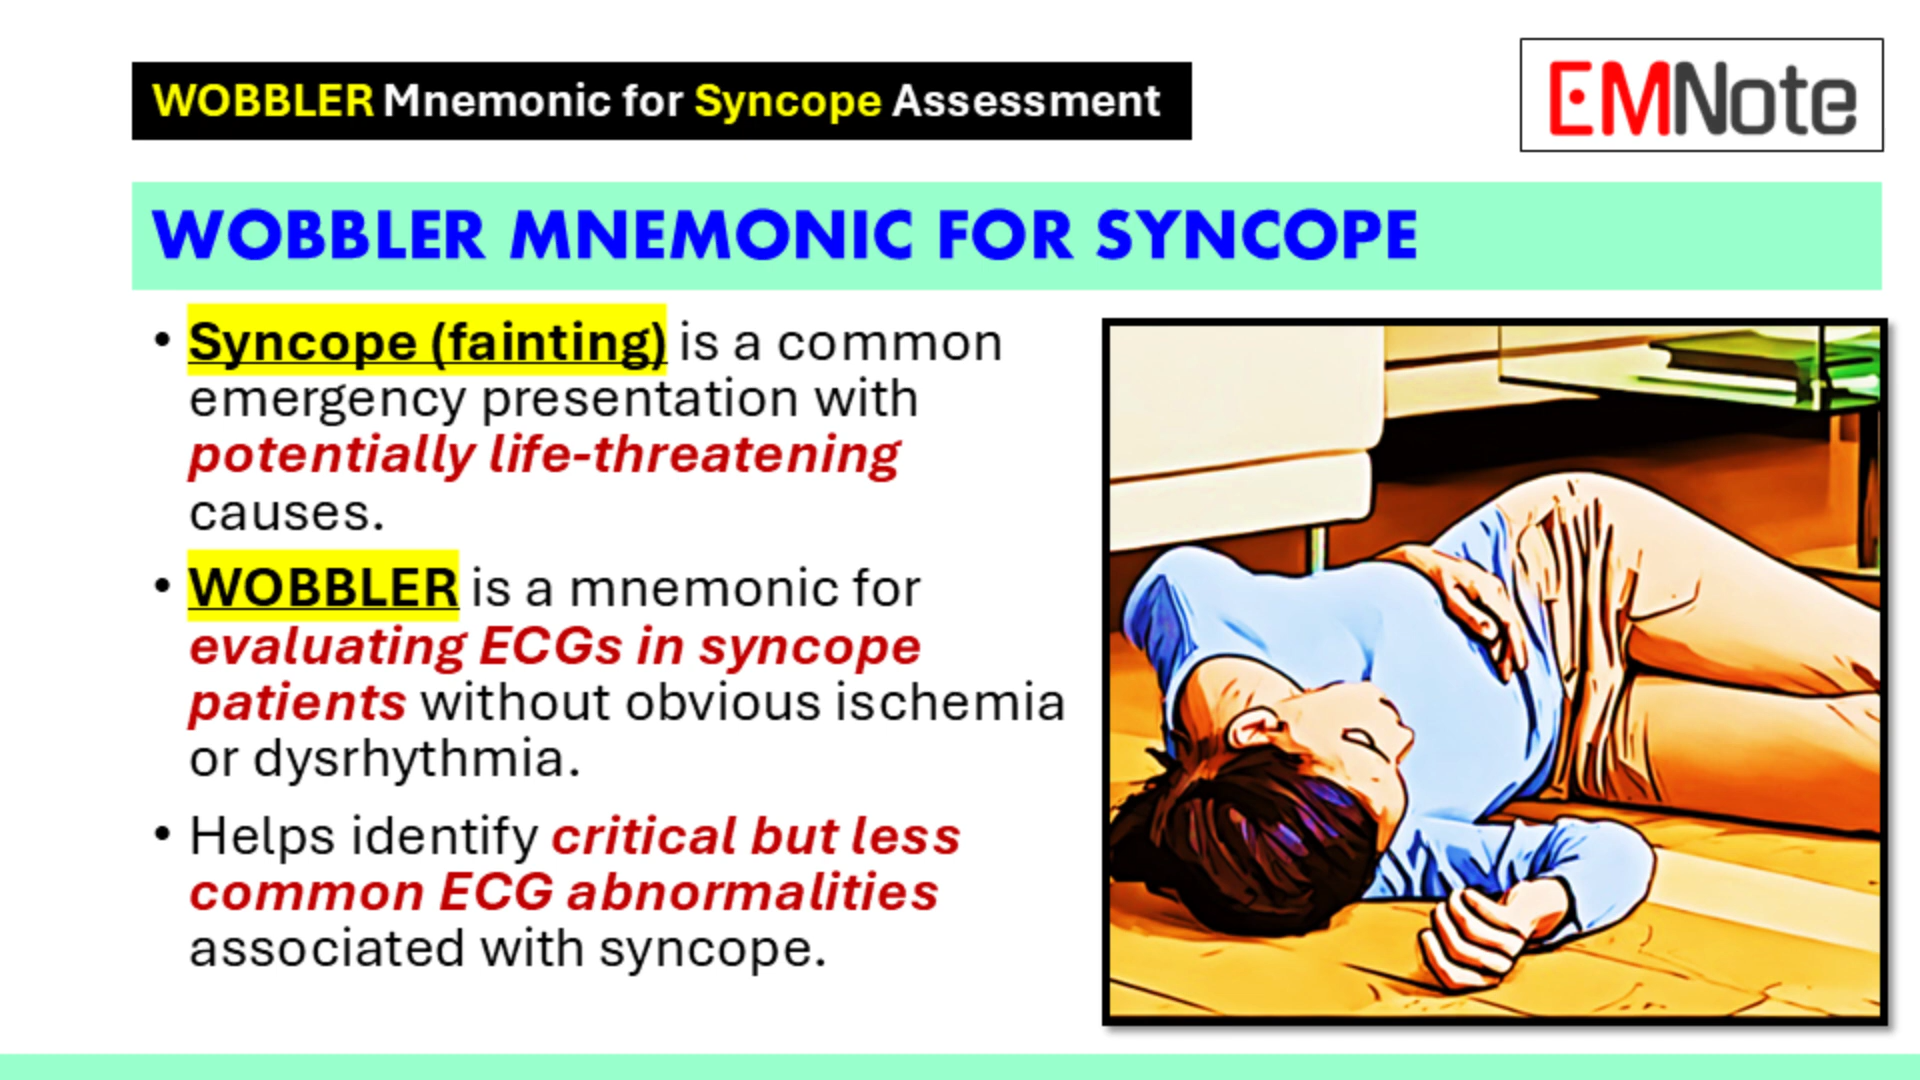 WOBBLER Mnemonic for Syncope Assessment
EMNote
WOBBLER MNEMONIC FOR SYNCOPE
• Syncope (fainting) is a common
emergency presentation with
potentially life-threatening
causes.
• WOBBLER is a mnemonic for
evaluating ECGs in syncope
patients without obvious ischemia
or dysrhythmia.
• Helps identify critical but less
common ECG abnormalities
associated with syncope.